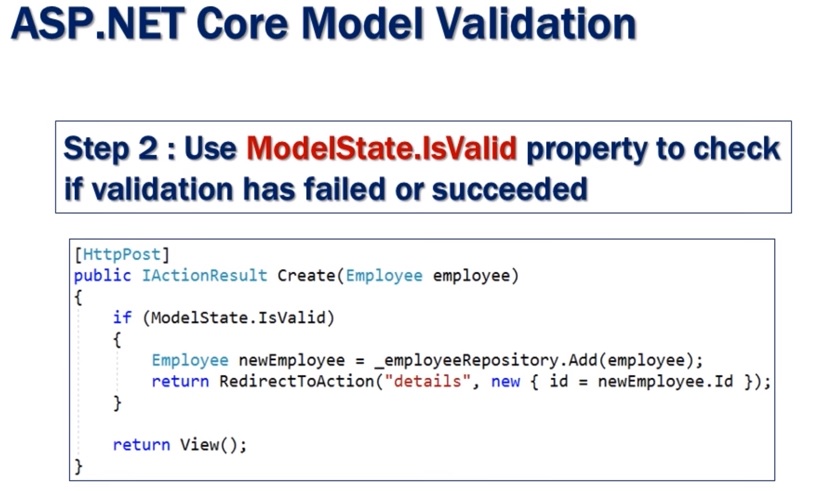 ASP.NET Core Model Validation
Step 2 : Use ModelState.IsValid property to check
if validation has failed or succeeded
[HttpPost]
public IActionResult Create(Employee employee)
{
    if (ModelState.IsValid)
    {
        Employee newEmployee = _employeeRepository.Add(employee);
        return RedirectToAction("details", new { id = newEmployee.Id });
    }
    return View();
}